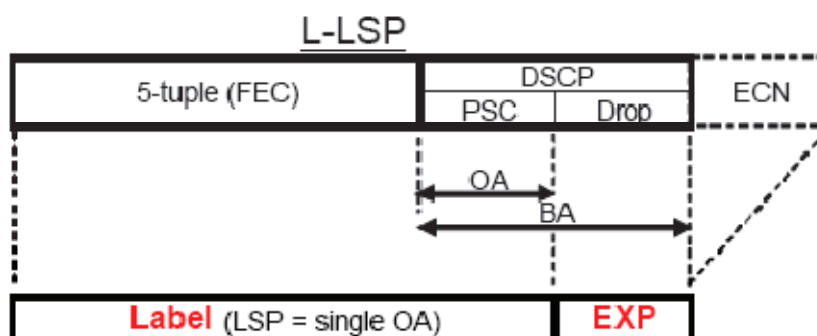 L-LSP
5-tuple (FEC)
DSCP
ECN
PSC
Drop
OA
BA
Label (LSP = single OA)
EXP